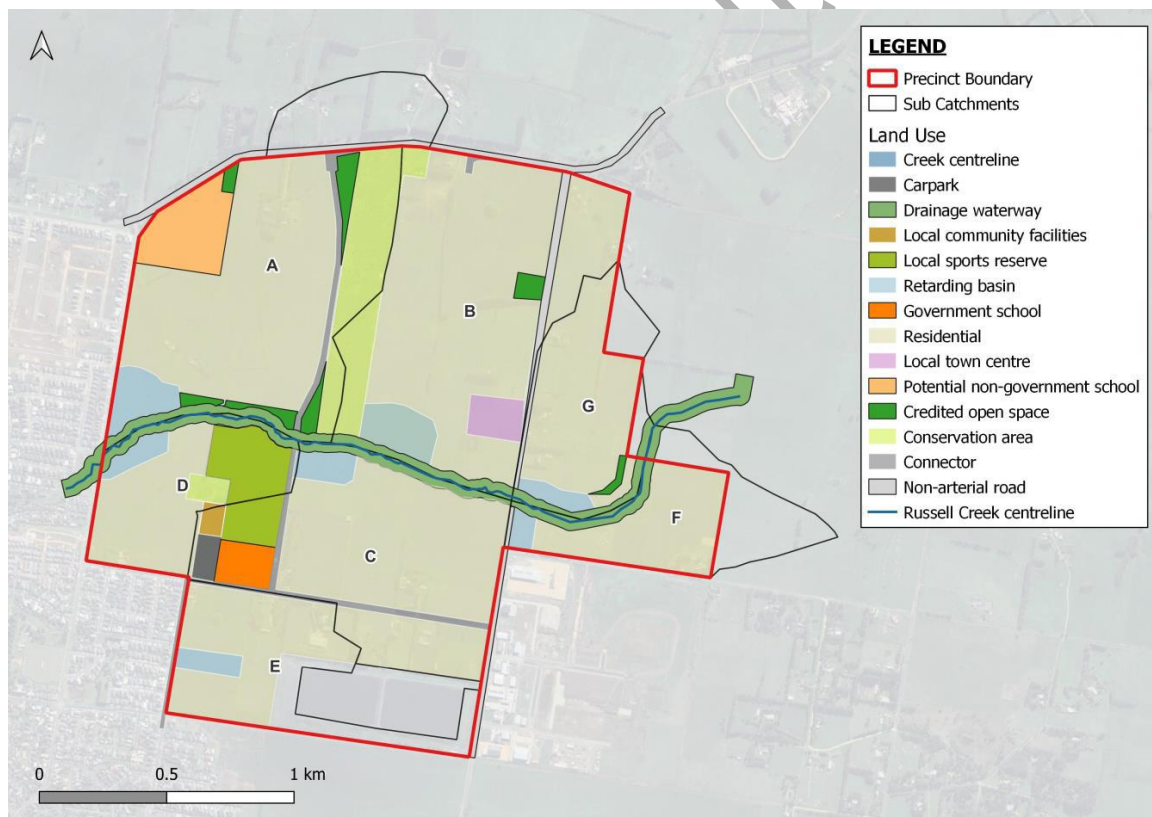 LEGEND
Precinct Boundary
Sub Catchments
Land Use
Creek centreline
Carpark
Drainage waterway
Local community facilities
Local sports reserve
Retarding basin
Government school
Residential
Local town centre
Potential non-government school
Credited open space
Conservation area
Connector
Non-arterial road
Russell Creek centreline
A
B
G
D
F
C
E
0 0.5 1 km